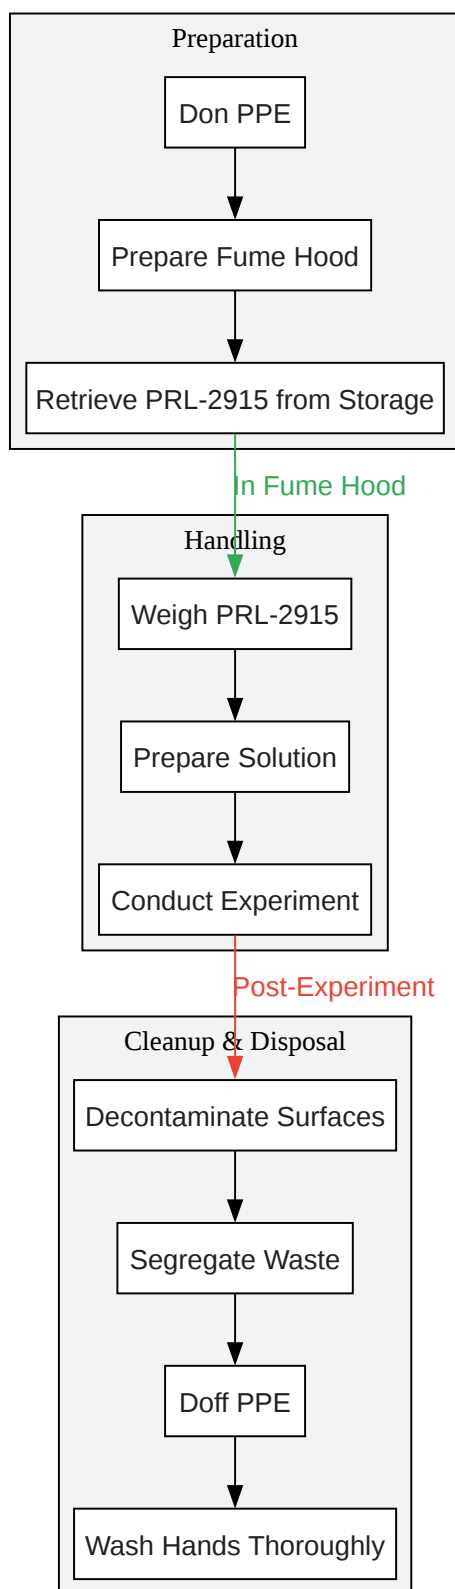 Preparation
Don PPE
Prepare Fume Hood
Retrieve PRL-2915 from Storage
In Fume Hood
Handling
Weigh PRL-2915
Prepare Solution
Conduct Experiment
Post-Experiment
Cleanup & Disposal
Decontaminate Surfaces
Segregate Waste
Doff PPE
Wash Hands Thoroughly